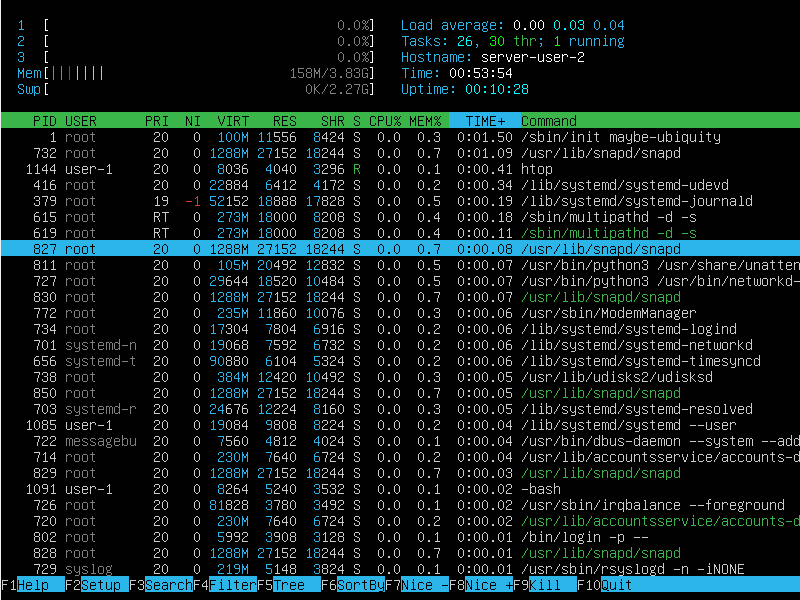 1 [ 0.0%] Load average: 0.00 0.03 0.04
2 [ 0.0%] Tasks: 26, 30 thr; 1 running
3 [ 0.0%] Hostname: server-user-2
Mem[||||||| 158M/3.83G] Time: 00:53:54
Swp[ 0K/2.27G] Uptime: 00:10:28
PID USER PRI NI VIRT RES SHR S CPU% MEM% TIME+ Command
1 root 20 0 100M 11556 8424 S 0.0 0.3 0:01.50 /sbin/init maybe-ubiquity
732 root 20 0 1288M 27152 18244 S 0.0 0.7 0:01.09 /usr/lib/snapd/snapd
1144 user-1 20 0 8036 4040 3296 R 0.0 0.1 0:00.41 htop
416 root 20 0 22884 6412 4172 S 0.0 0.2 0:00.34 /lib/systemd/systemd-udevd
379 root 19 -1 52152 18888 17828 S 0.0 0.5 0:00.19 /lib/systemd/systemd-journald
615 root RT 0 273M 18000 8208 S 0.0 0.4 0:00.18 /sbin/multipathd -d -s
619 root RT 0 273M 18000 8208 S 0.0 0.4 0:00.11 /sbin/multipathd -d -s
827 root 20 0 1288M 27152 18244 S 0.0 0.7 0:00.08 /usr/lib/snapd/snapd
811 root 20 0 105M 20492 12832 S 0.0 0.5 0:00.07 /usr/bin/python3 /usr/share/unatten
727 root 20 0 29644 18520 10484 S 0.0 0.5 0:00.07 /usr/bin/python3 /usr/bin/networkd-
830 root 20 0 1288M 27152 18244 S 0.0 0.7 0:00.07 /usr/lib/snapd/snapd
772 root 20 0 235M 11860 10076 S 0.0 0.3 0:00.07 /usr/sbin/ModemManager
734 root 20 0 17304 7804 6916 S 0.0 0.2 0:00.06 /lib/systemd/systemd-logind
701 systemd-n 20 0 19068 7592 6732 S 0.0 0.2 0:00.06 /lib/systemd/systemd-networkd
656 systemd-t 20 0 90880 6104 5324 S 0.0 0.2 0:00.06 /lib/systemd/systemd-timesyncd
738 root 20 0 384M 12420 10492 S 0.0 0.3 0:00.05 /usr/lib/udisks2/udisksd
850 root 20 0 1288M 27152 18244 S 0.0 0.7 0:00.05 /usr/lib/snapd/snapd
703 systemd-r 20 0 24676 12224 8160 S 0.0 0.3 0:00.05 /lib/systemd/systemd-resolved
1085 user-1 20 0 19084 9808 8224 S 0.0 0.2 0:00.04 /lib/systemd/systemd --user
722 messagebu 20 0 7560 4812 4024 S 0.0 0.1 0:00.04 /usr/bin/dbus-daemon --system --add
714 root 20 0 230M 7640 6724 S 0.0 0.2 0:00.04 /usr/lib/accountsservice/accounts-d
829 root 20 0 1288M 27152 18244 S 0.0 0.7 0:00.03 /usr/lib/snapd/snapd
1091 user-1 20 0 8264 5240 3532 S 0.0 0.1 0:00.02 -bash
726 root 20 0 81828 3780 3492 S 0.0 0.1 0:00.02 /usr/sbin/irqbalance --foreground
720 root 20 0 230M 7640 6724 S 0.0 0.2 0:00.02 /usr/lib/accountsservice/accounts-d
802 root 20 0 5992 3908 3128 S 0.0 0.1 0:00.01 /bin/login -p --
828 root 20 0 1288M 27152 18244 S 0.0 0.7 0:00.01 /usr/lib/snapd/snapd
729 syslog 20 0 219M 5148 3824 S 0.0 0.1 0:00.01 /usr/sbin/rsyslogd -n -iNONE
F1Help F2Setup F3SearchF4FilterF5Tree F6SortByF7Nice -F8Nice +F9Kill F10Quit